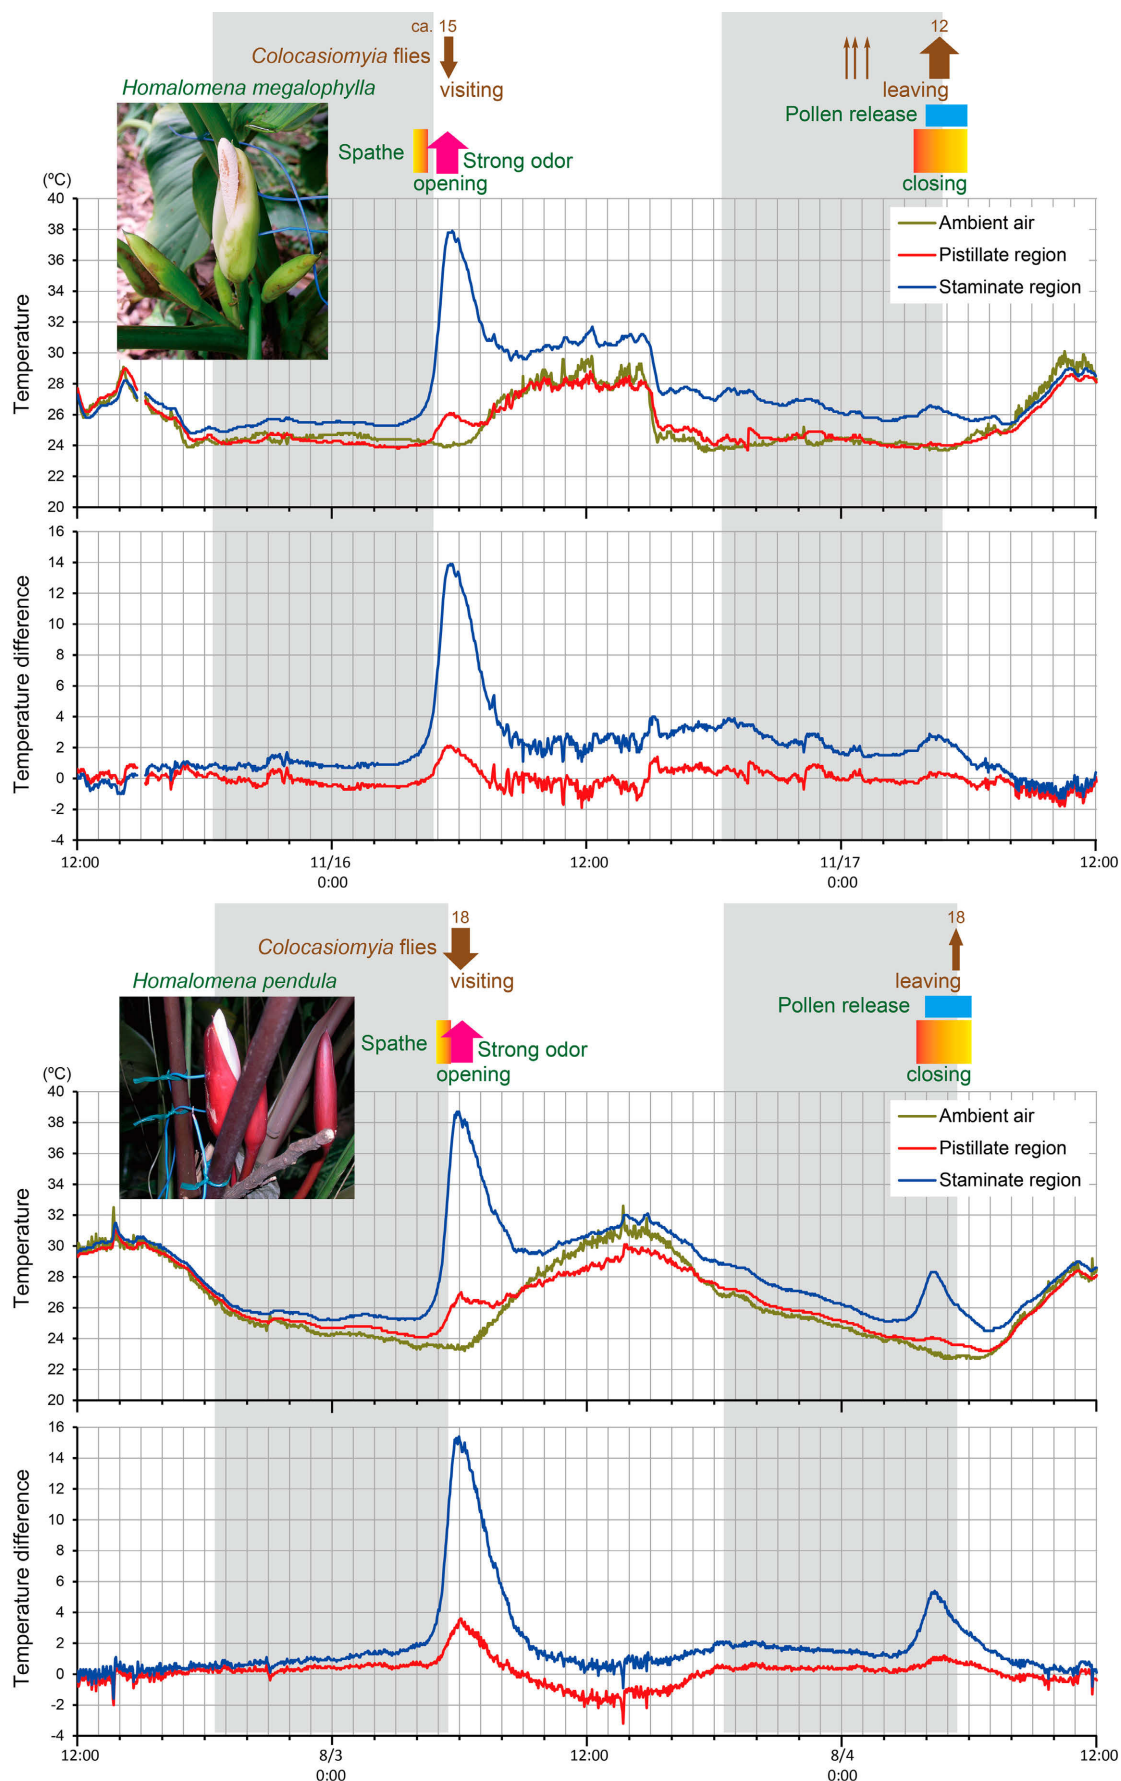 ca. 15
12
Colocasiomyia flies
visiting
leaving
Homalomena megalophylla
Pollen release
Spathe
Strong odor
opening
closing
(ºC)
40
38
36
34
32
30
28
26
24
22
20
Temperature
Ambient air
Pistillate region
Staminate region
16
14
12
10
8
6
4
2
0
-2
-4
Temperature difference
12:00
11/16
0:00
12:00
11/17
0:00
12:00
18
18
Colocasiomyia flies
visiting
leaving
Homalomena pendula
Pollen release
Spathe
Strong odor
opening
closing
(ºC)
40
38
36
34
32
30
28
26
24
22
20
Temperature
Ambient air
Pistillate region
Staminate region
16
14
12
10
8
6
4
2
0
-2
-4
Temperature difference
12:00
8/3
0:00
12:00
8/4
0:00
12:00